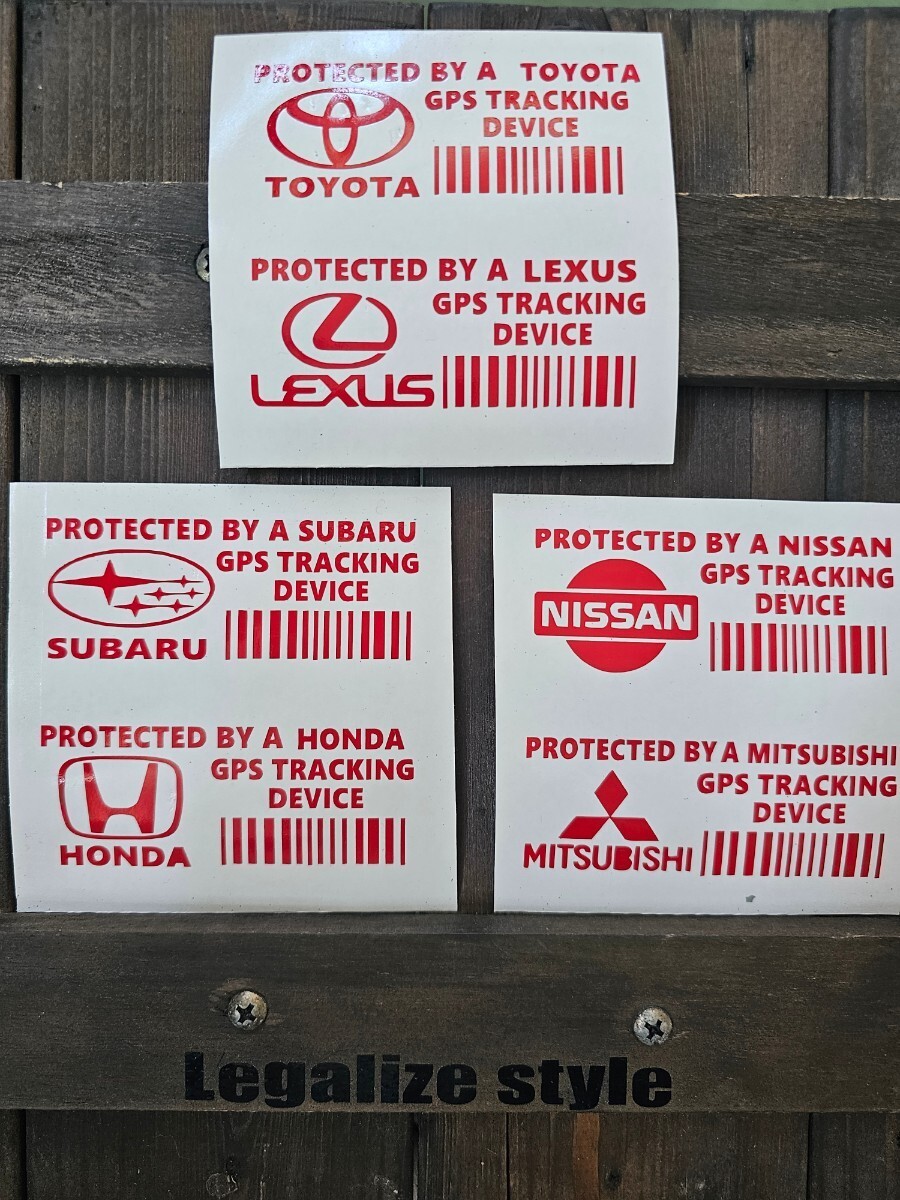 PROTECTED BY A TOYOTA
GPS TRACKING
DEVICE
TOYOTA
PROTECTED BY A LEXUS
GPS TRACKING
DEVICE
LEXUS
PROTECTED BY A SUBARU
GPS TRACKING
DEVICE
SUBARU
PROTECTED BY A HONDA
GPS TRACKING
DEVICE
HONDA
PROTECTED BY A NISSAN
GPS TRACKING
DEVICE
NISSAN
PROTECTED BY A MITSUBISHI
GPS TRACKING
DEVICE
MITSUBISHI
Legalize style